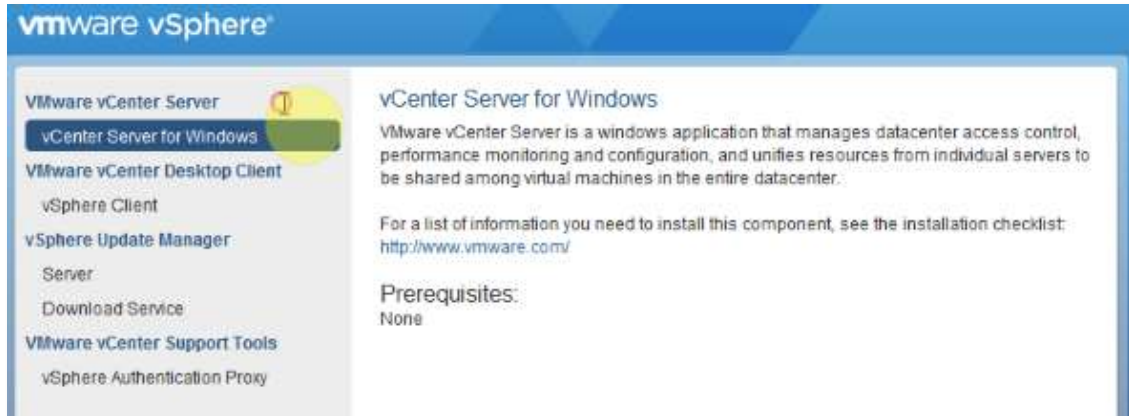 vmware vSphere®
VMware vCenter Server
vCenter Server for Windows
VMware vCenter Desktop Client
vSphere Client
vSphere Update Manager
Server
Download Service
VMware vCenter Support Tools
vSphere Authentication Proxy
vCenter Server for Windows
VMware vCenter Server is a windows application that manages datacenter access control,
performance monitoring and configuration, and unifies resources from individual servers to
be shared among virtual machines in the entire datacenter.
For a list of information you need to install this component, see the installation checklist:
http://www.vmware.com/
Prerequisites:
None